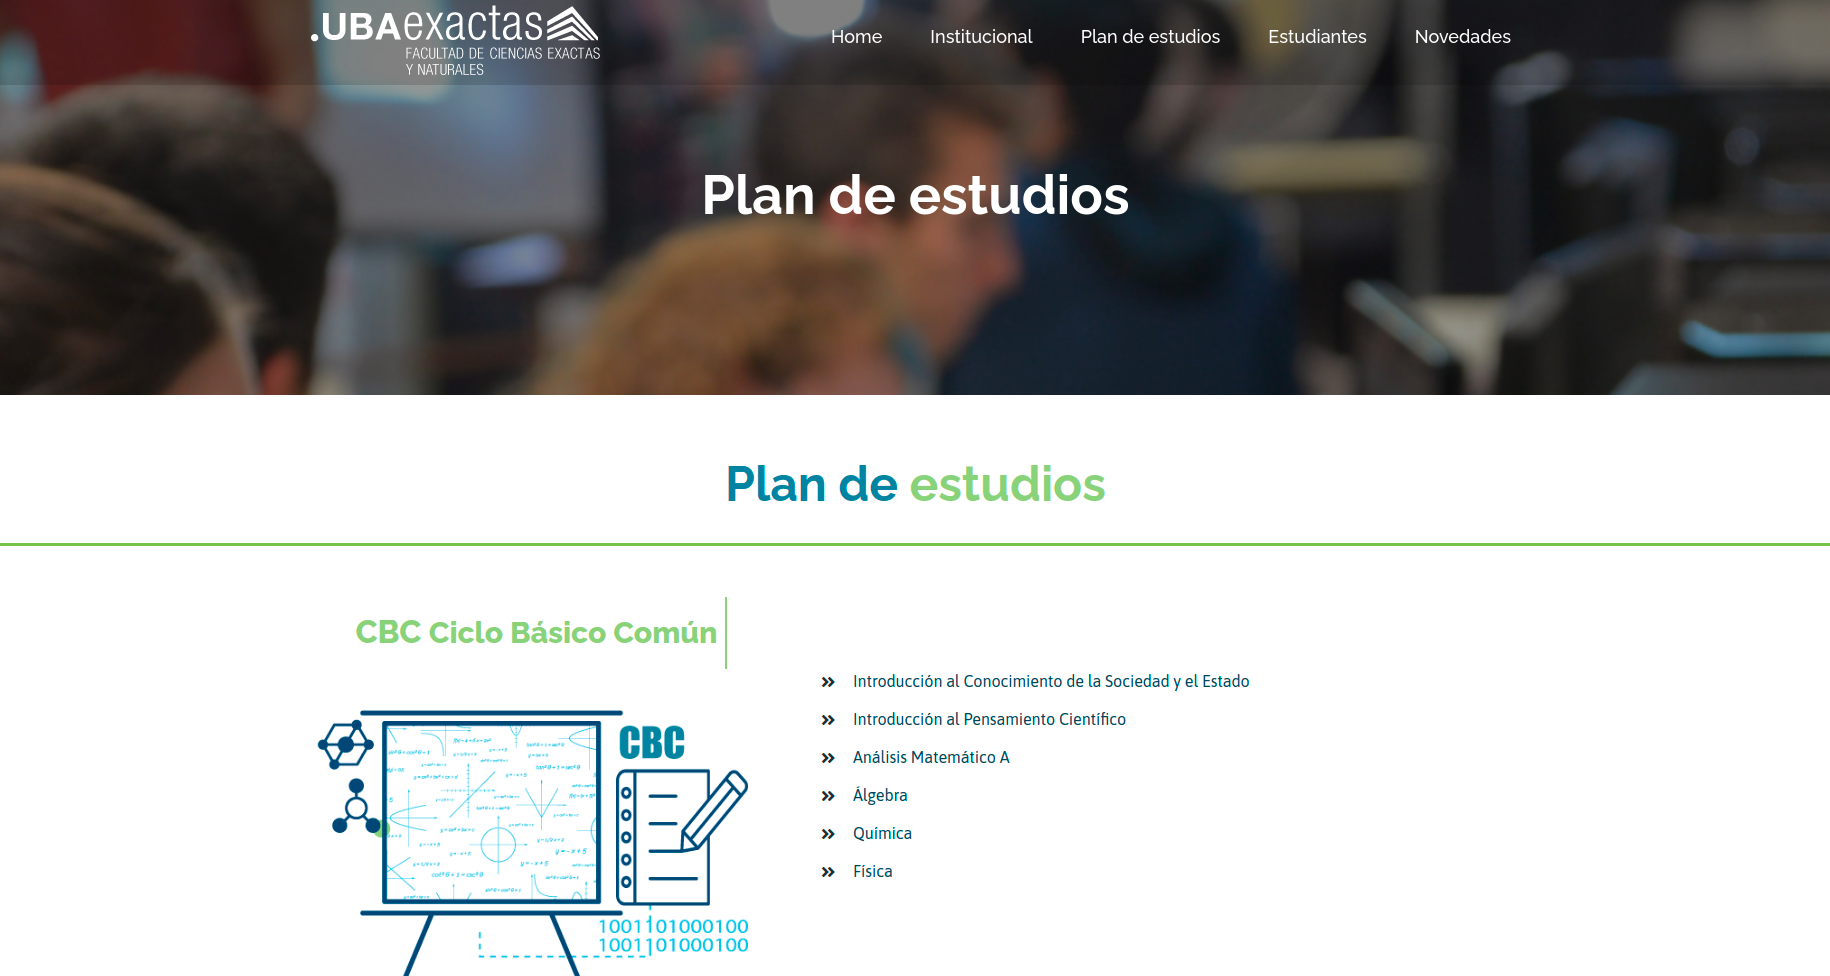 .UBAexactas
FACULTAD DE CIENCIAS EXACTAS
Y NATURALES
Home Institucional Plan de estudios Estudiantes Novedades
Plan de estudios
Plan de estudios
CBC Ciclo Básico Común
CBC
1001101000100
1001101000100
Introducción al Conocimiento de la Sociedad y el Estado
Introducción al Pensamiento Científico
Análisis Matemático A
Álgebra
Química
Física